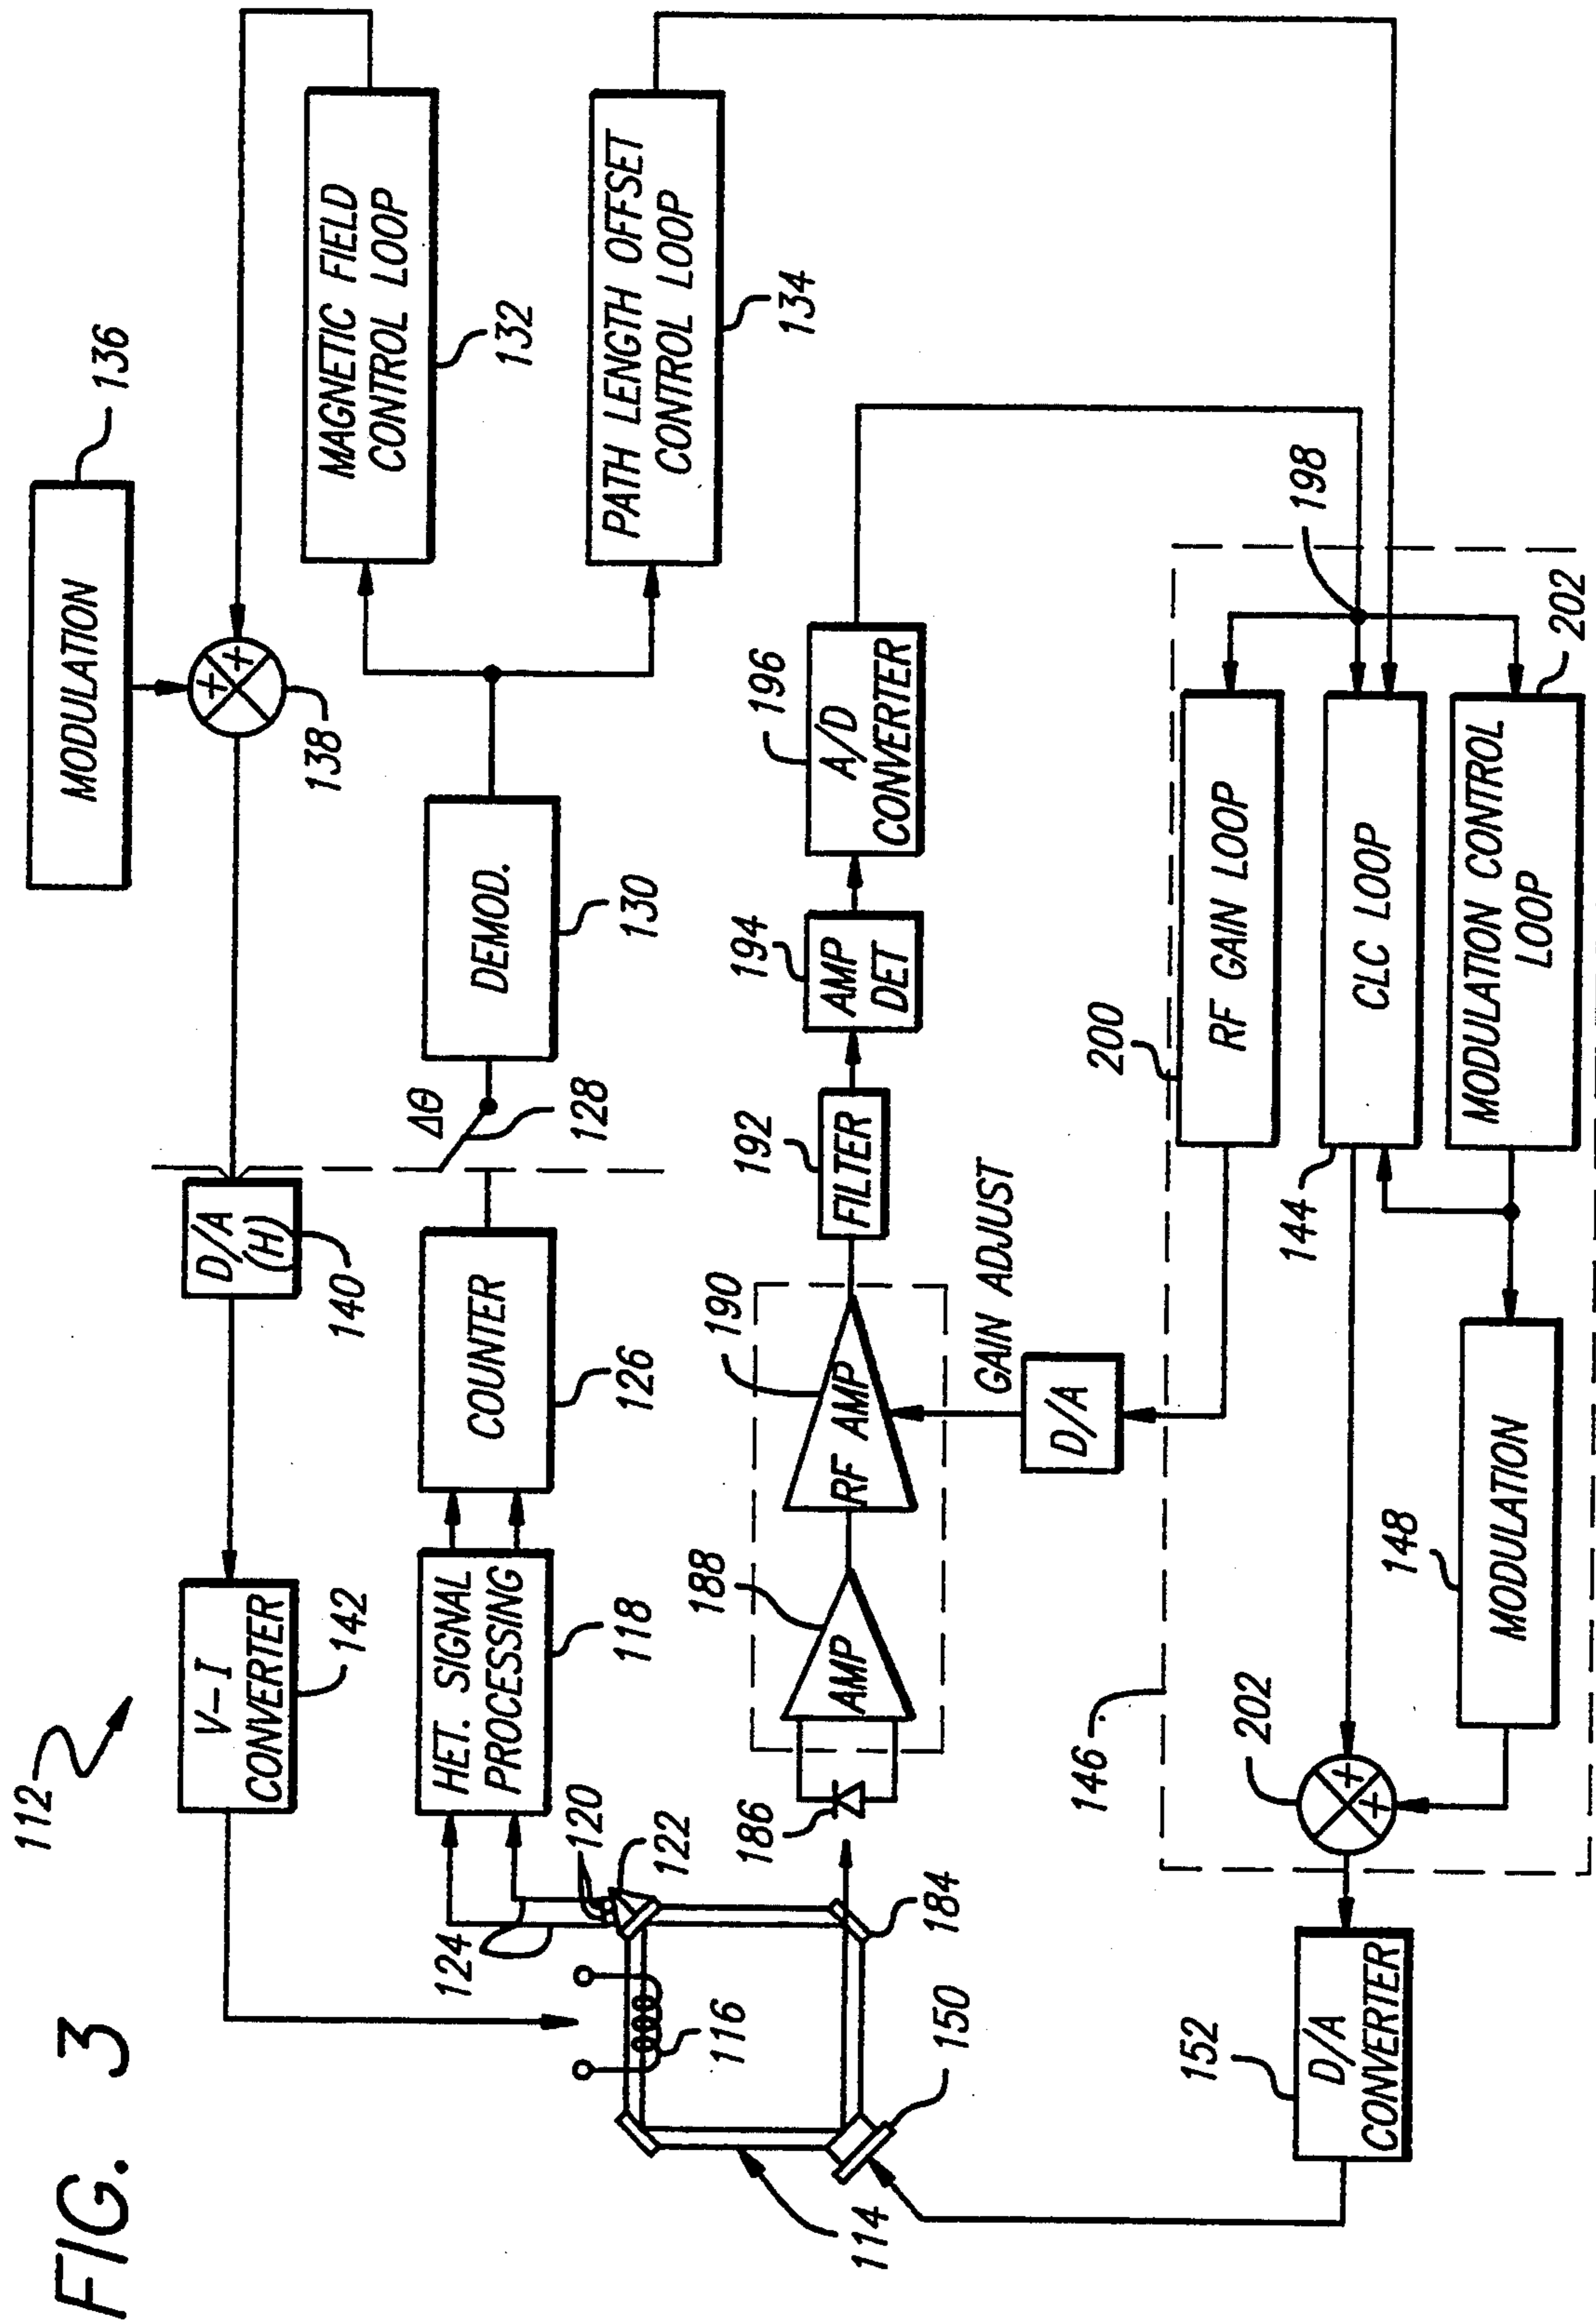 FIG. 3
112
MODULATION
136
138
D/A
(H)
140
V-I
CONVERTER
142
MAGNETIC FIELD
CONTROL LOOP
132
PATH LENGTH OFFSET
CONTROL LOOP
134
DEMOD.
130
Δθ
128
COUNTER
126
HET. SIGNAL
PROCESSING
118
120
122
124
116
114
150
184
186
AMP
188
RF AMP
190
FILTER
192
AMP
DET
194
A/D
CONVERTER
196
GAIN ADJUST
D/A
198
RF GAIN LOOP
200
CLC LOOP
144
MODULATION CONTROL
LOOP
202
MODULATION
148
146
202
D/A
CONVERTER
152